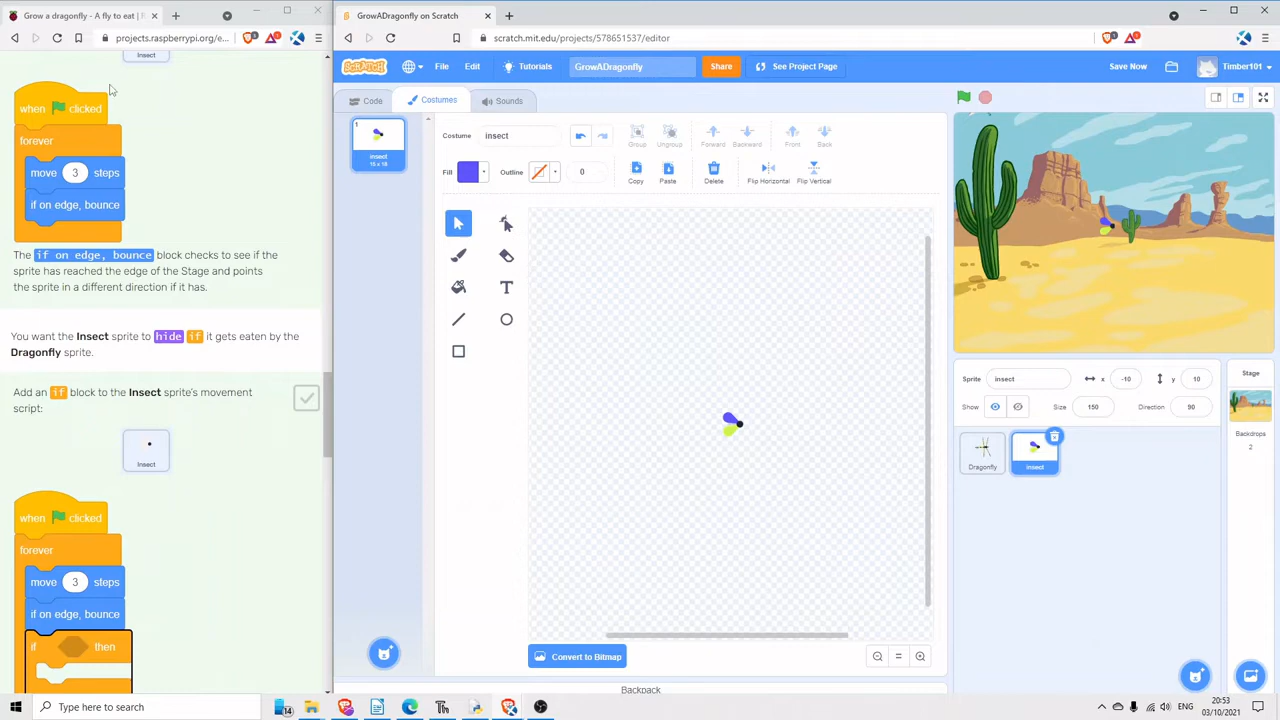 Grow a dragonfly - A fly to eat | R
GrowADragonfly on Scratch
projects.raspberrypi.org/e...
scratch.mit.edu/projects/578651537/editor
Insect
when clicked
forever
move 3 steps
if on edge, bounce
The if on edge, bounce block checks to see if the
sprite has reached the edge of the Stage and points
the sprite in a different direction if it has.
You want the Insect sprite to hide if it gets eaten by the
Dragonfly sprite.
Add an if block to the Insect sprite's movement
script:
Insect
when clicked
forever
move 3 steps
if on edge, bounce
if then
SCRATCH
File
Edit
Tutorials
GrowADragonfly
Share
See Project Page
Save Now
Timber101
Code
Costumes
Sounds
1
insect
16 x 16
Costume
insect
Group
Ungroup
Forward
Backward
Front
Back
Fill
Outline
0
Copy
Paste
Delete
Flip Horizontal
Flip Vertical
T
Convert to Bitmap
Backpack
Sprite
insect
x
-10
y
10
Show
Size
150
Direction
90
Dragonfly
insect
Stage
Backdrops
2
Type here to search
14
ENG
20:53
03/10/2021